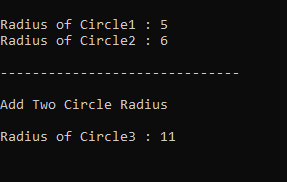 Radius of Circle1 : 5
Radius of Circle2 : 6
------------------------------
Add Two Circle Radius
Radius of Circle3 : 11